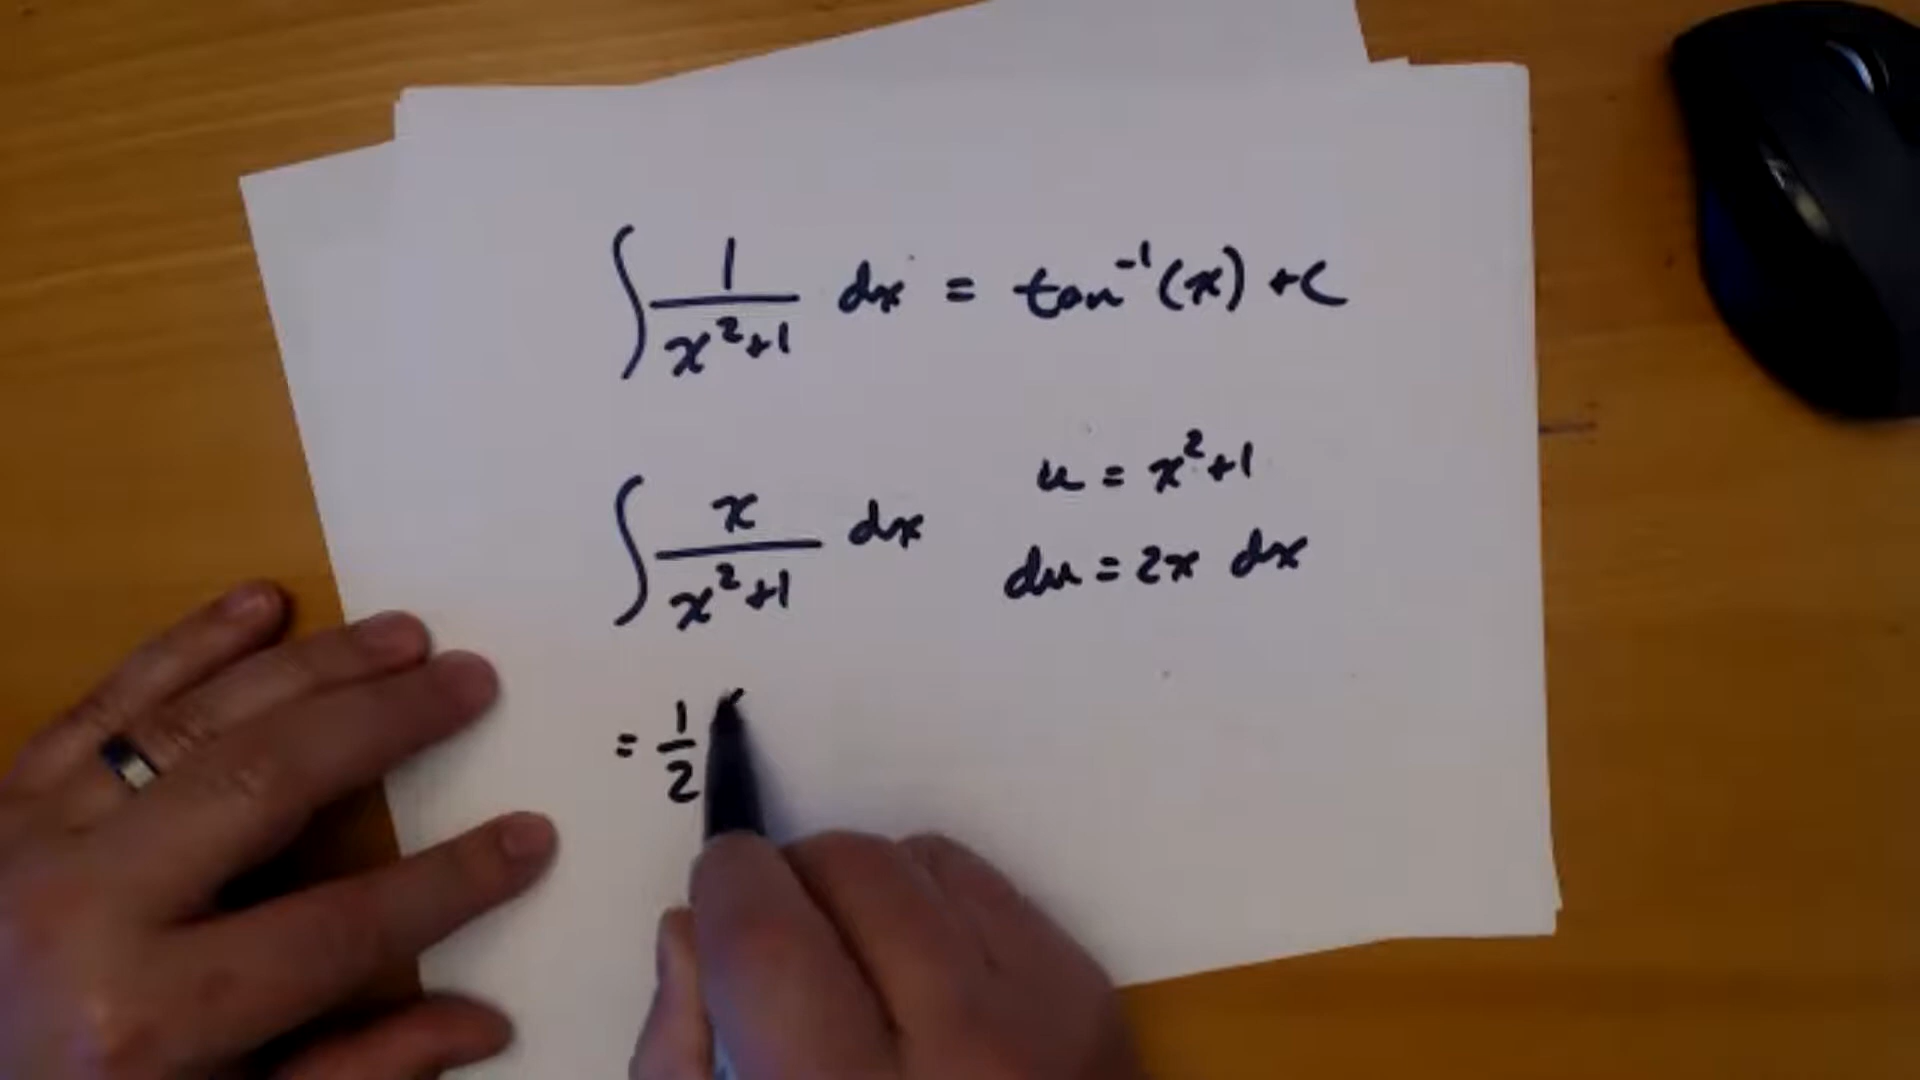 ∫ 1/(x²+1) dx = tan⁻¹(x) + C
∫ x/(x²+1) dx
u = x²+1
du = 2x dx
= 1/2